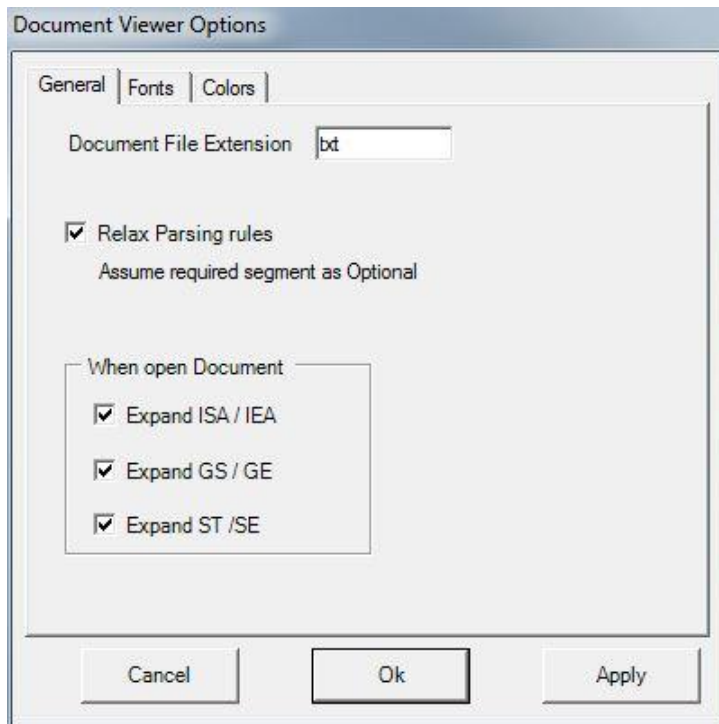 Document Viewer Options
General Fonts Colors
Document File Extension txt
Relax Parsing rules
Assume required segment as Optional
When open Document
Expand ISA / IEA
Expand GS / GE
Expand ST /SE
Cancel Ok Apply